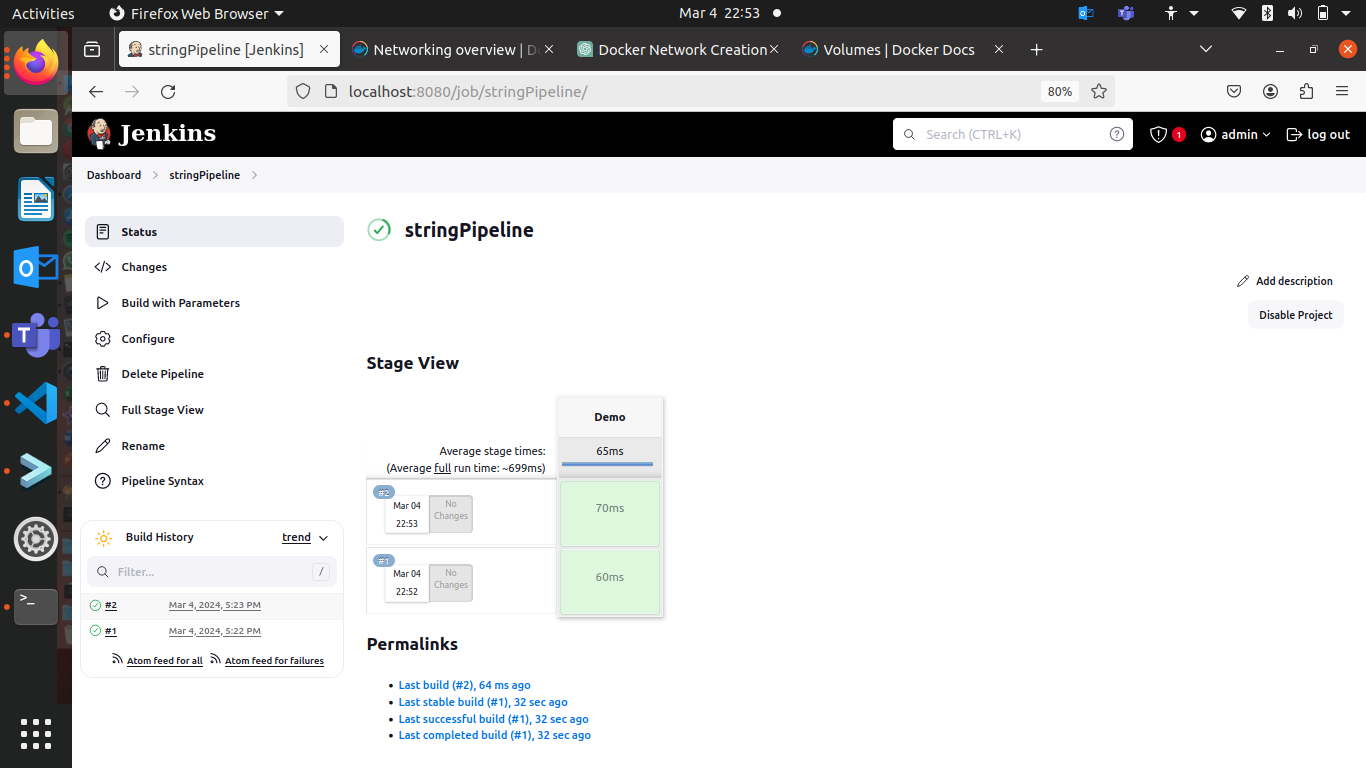 Activities
Firefox Web Browser
Mar 4 22:53
stringPipeline [Jenkins]
Networking overview | Do
Docker Network Creation
Volumes | Docker Docs
localhost:8080/job/stringPipeline/
80%
Jenkins
Search (CTRL+K)
1
admin
log out
Dashboard
stringPipeline
Status
Changes
Build with Parameters
Configure
Delete Pipeline
Full Stage View
Rename
Pipeline Syntax
Build History
trend
Filter...
/
#2
Mar 4, 2024, 5:23 PM
#1
Mar 4, 2024, 5:22 PM
Atom feed for all
Atom feed for failures
stringPipeline
Add description
Disable Project
Stage View
Demo
Average stage times:
65ms
(Average full run time: ~699ms)
#2
Mar 04
22:53
No
Changes
70ms
#1
Mar 04
22:52
No
Changes
60ms
Permalinks
Last build (#2), 64 ms ago
Last stable build (#1), 32 sec ago
Last successful build (#1), 32 sec ago
Last completed build (#1), 32 sec ago